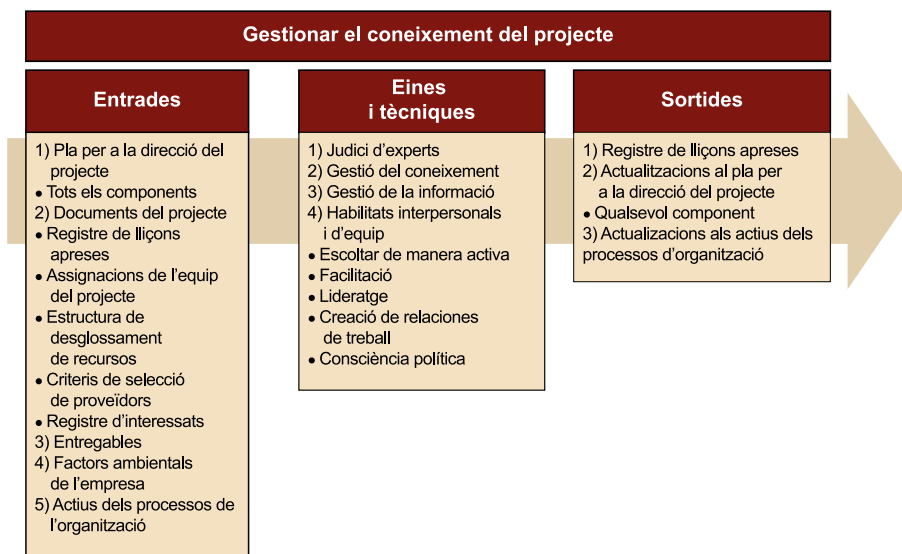 Gestionar el coneixement del projecte
Entrades
1) Pla per a la direcció del
projecte
• Tots els components
2) Documents del projecte
• Registre de lliçons
apreses
• Assignacions de l'equip
del projecte
• Estructura de
desglossament
de recursos
• Criteris de selecció
de proveïdors
• Registre d'interessats
3) Entregables
4) Factors ambientals
de l'empresa
5) Actius dels processos de
l'organització
Eines
i tècniques
1) Judici d'experts
2) Gestió del coneixement
3) Gestió de la informació
4) Habilitats interpersonals
i d'equip
• Escoltar de manera activa
• Facilitació
• Lideratge
• Creació de relaciones
de treball
• Consciència política
Sortides
1) Registre de lliçons apreses
2) Actualitzacions al pla per
a la direcció del projecte
• Qualsevol component
3) Actualizacions als actius dels
processos d'organització